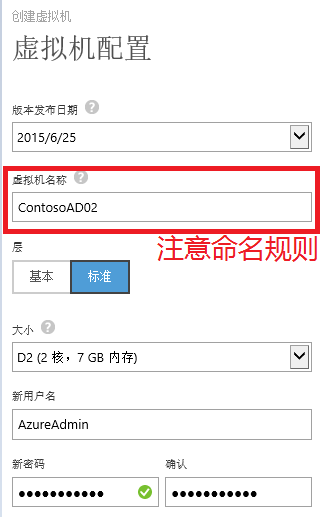 创建虚拟机
虚拟机配置
版本发布日期 ?
2015/6/25
虚拟机名称 ?
ContosoAD02
注意命名规则
层
基本 标准
大小 ?
D2 (2 核，7 GB 内存)
新用户名
AzureAdmin
新密码 确认
●●●●●●●●●●● ●●●●●●●●●●●